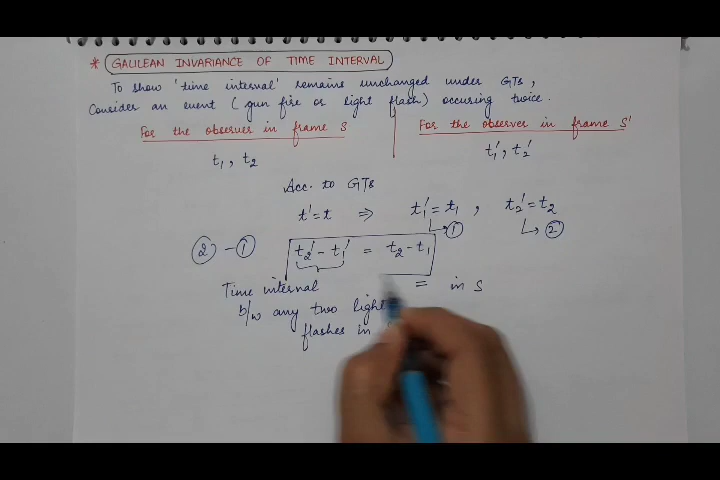 * GALILEAN INVARIANCE OF TIME INTERVAL
To show 'time interval' remains unchanged under GTs,
Consider an event (gun fire or light flash) occuring twice.
For the observer in frame S
For the observer in frame S'
t₁, t₂
t₁', t₂'
Acc. to GTs
t' = t ⇒ t₁' = t₁ , t₂' = t₂
① ②
② - ① t₂' - t₁' = t₂ - t₁
Time interval = in S
b/w any two light
flashes in